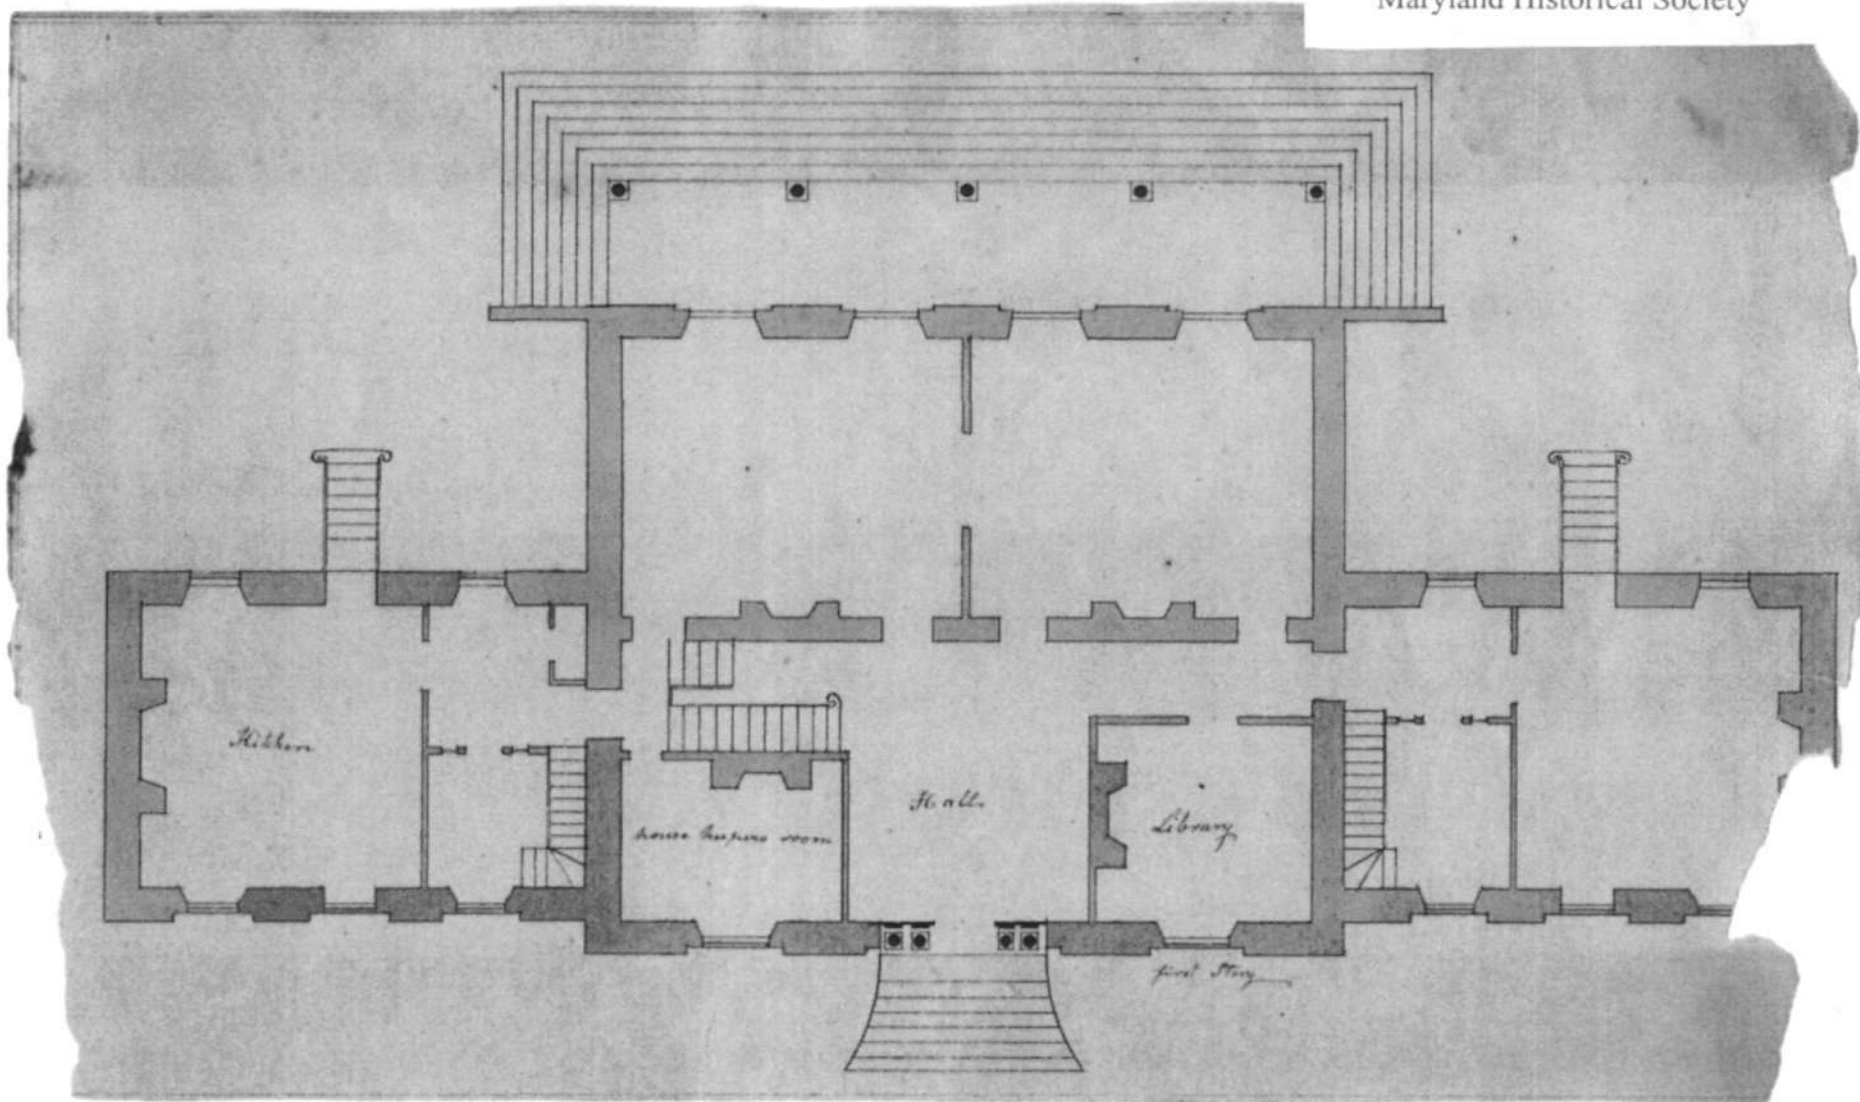 Maryland Historical Society
Kitchen
Hall
house keepers room
Library
first Story